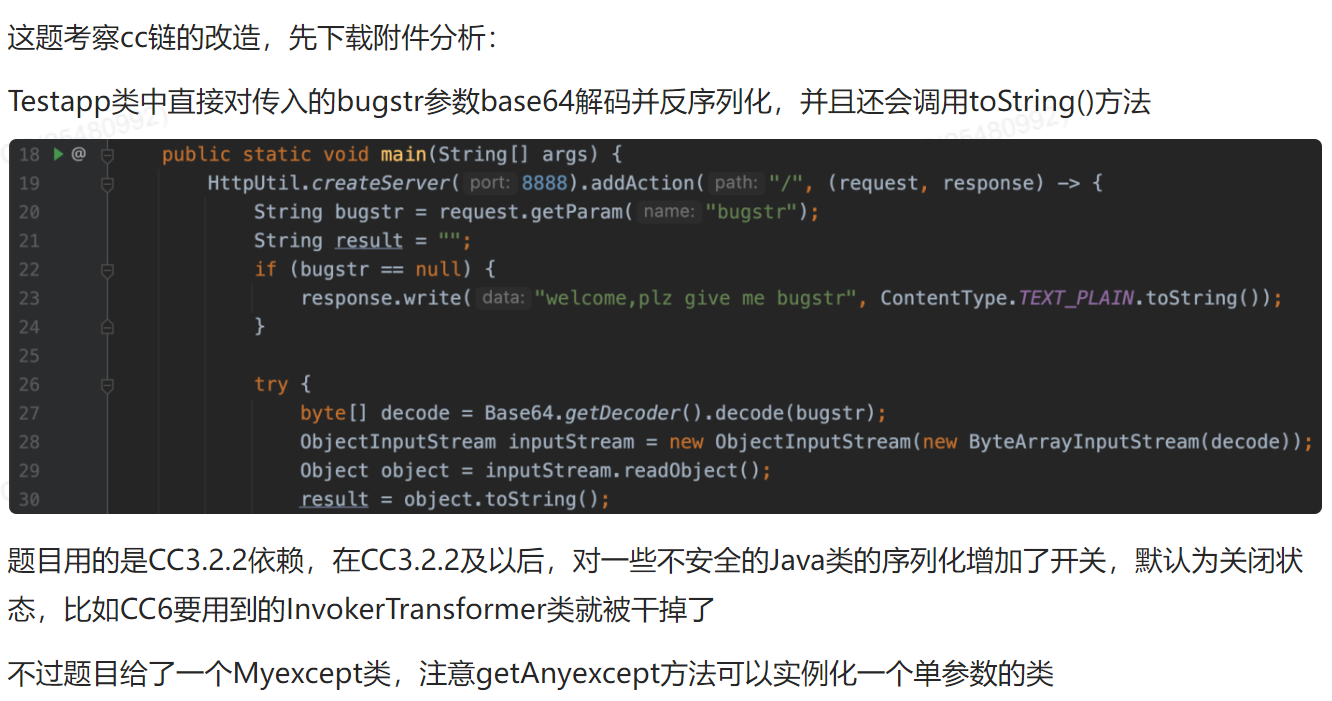 这题考察cc链的改造，先下载附件分析：
Testapp类中直接对传入的bugstr参数base64解码并反序列化，并且还会调用toString()方法
18 @ public static void main(String[] args) {
19 HttpUtil.createServer( port: 8888).addAction( path: "/", (request, response) -> {
20 String bugstr = request.getParam( name: "bugstr");
21 String result = "";
22 if (bugstr == null) {
23 response.write( data: "welcome,plz give me bugstr", ContentType.TEXT_PLAIN.toString());
24 }
25
26 try {
27 byte[] decode = Base64.getDecoder().decode(bugstr);
28 ObjectInputStream inputStream = new ObjectInputStream(new ByteArrayInputStream(decode));
29 Object object = inputStream.readObject();
30 result = object.toString();
题目用的是CC3.2.2依赖，在CC3.2.2及以后，对一些不安全的Java类的序列化增加了开关，默认为关闭状
态，比如CC6要用到的InvokerTransformer类就被干掉了
不过题目给了一个Myexcept类，注意getAnyexcept方法可以实例化一个单参数的类